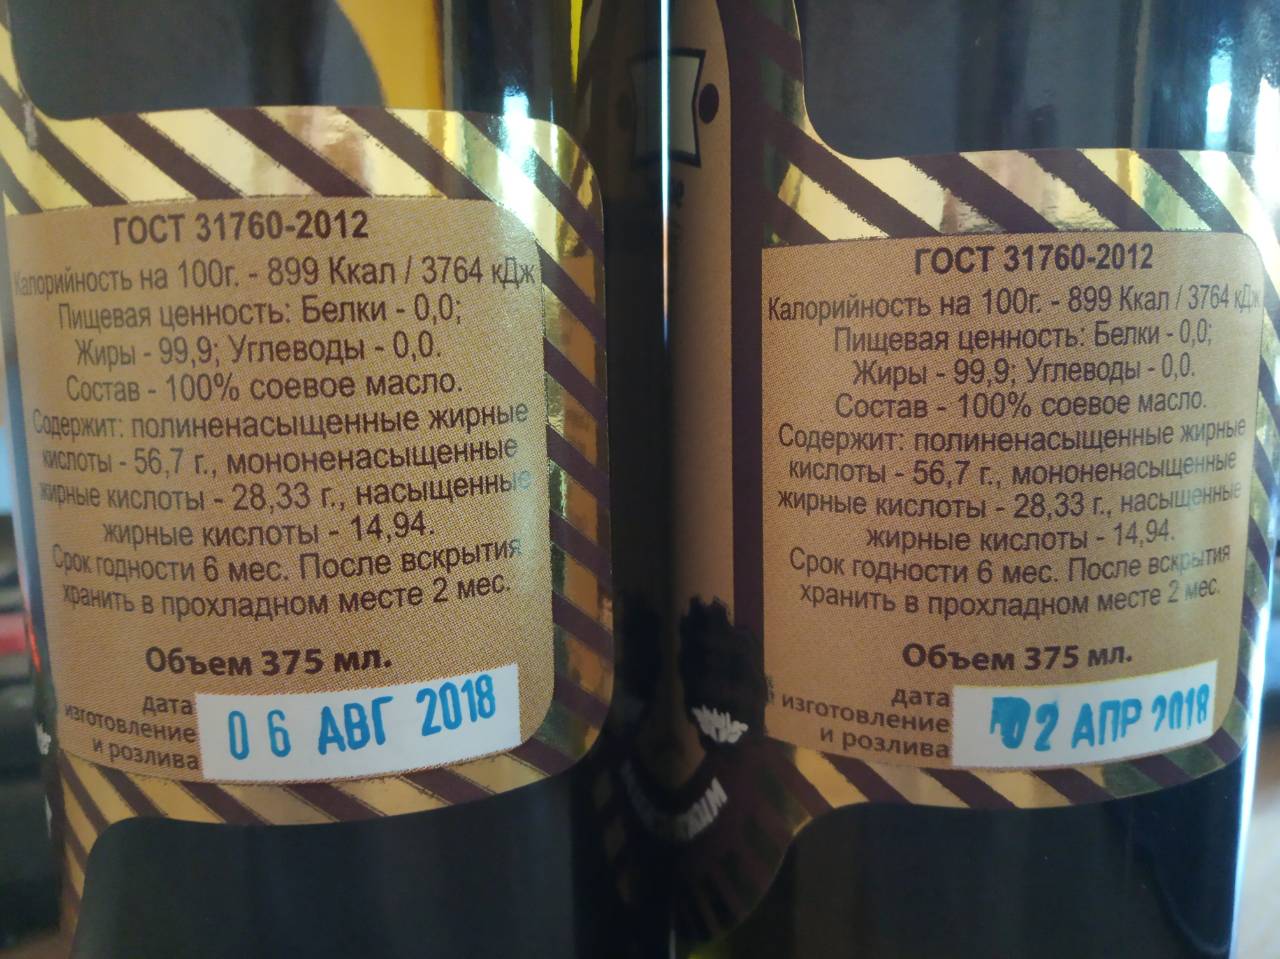 ГОСТ 31760-2012
Калорийность на 100г. - 899 Ккал / 3764 кДж
Пищевая ценность: Белки - 0,0;
Жиры - 99,9; Углеводы - 0,0.
Состав - 100% соевое масло.
Содержит: полиненасыщенные жирные
кислоты - 56,7 г., мононенасыщенные
жирные кислоты - 28,33 г., насыщенные
жирные кислоты - 14,94.
Срок годности 6 мес. После вскрытия
хранить в прохладном месте 2 мес.
Объем 375 мл.
дата
изготовление
и розлива
06 АВГ 2018
ГОСТ 31760-2012
Калорийность на 100г. - 899 Ккал / 3764 кДж
Пищевая ценность: Белки - 0,0;
Жиры - 99,9; Углеводы - 0,0.
Состав - 100% соевое масло.
Содержит: полиненасыщенные жирные
кислоты - 56,7 г., мононенасыщенные
жирные кислоты - 28,33 г., насыщенные
жирные кислоты - 14,94.
Срок годности 6 мес. После вскрытия
хранить в прохладном месте 2 мес.
Объем 375 мл.
дата
изготовление
и розлива
02 АПР 2018